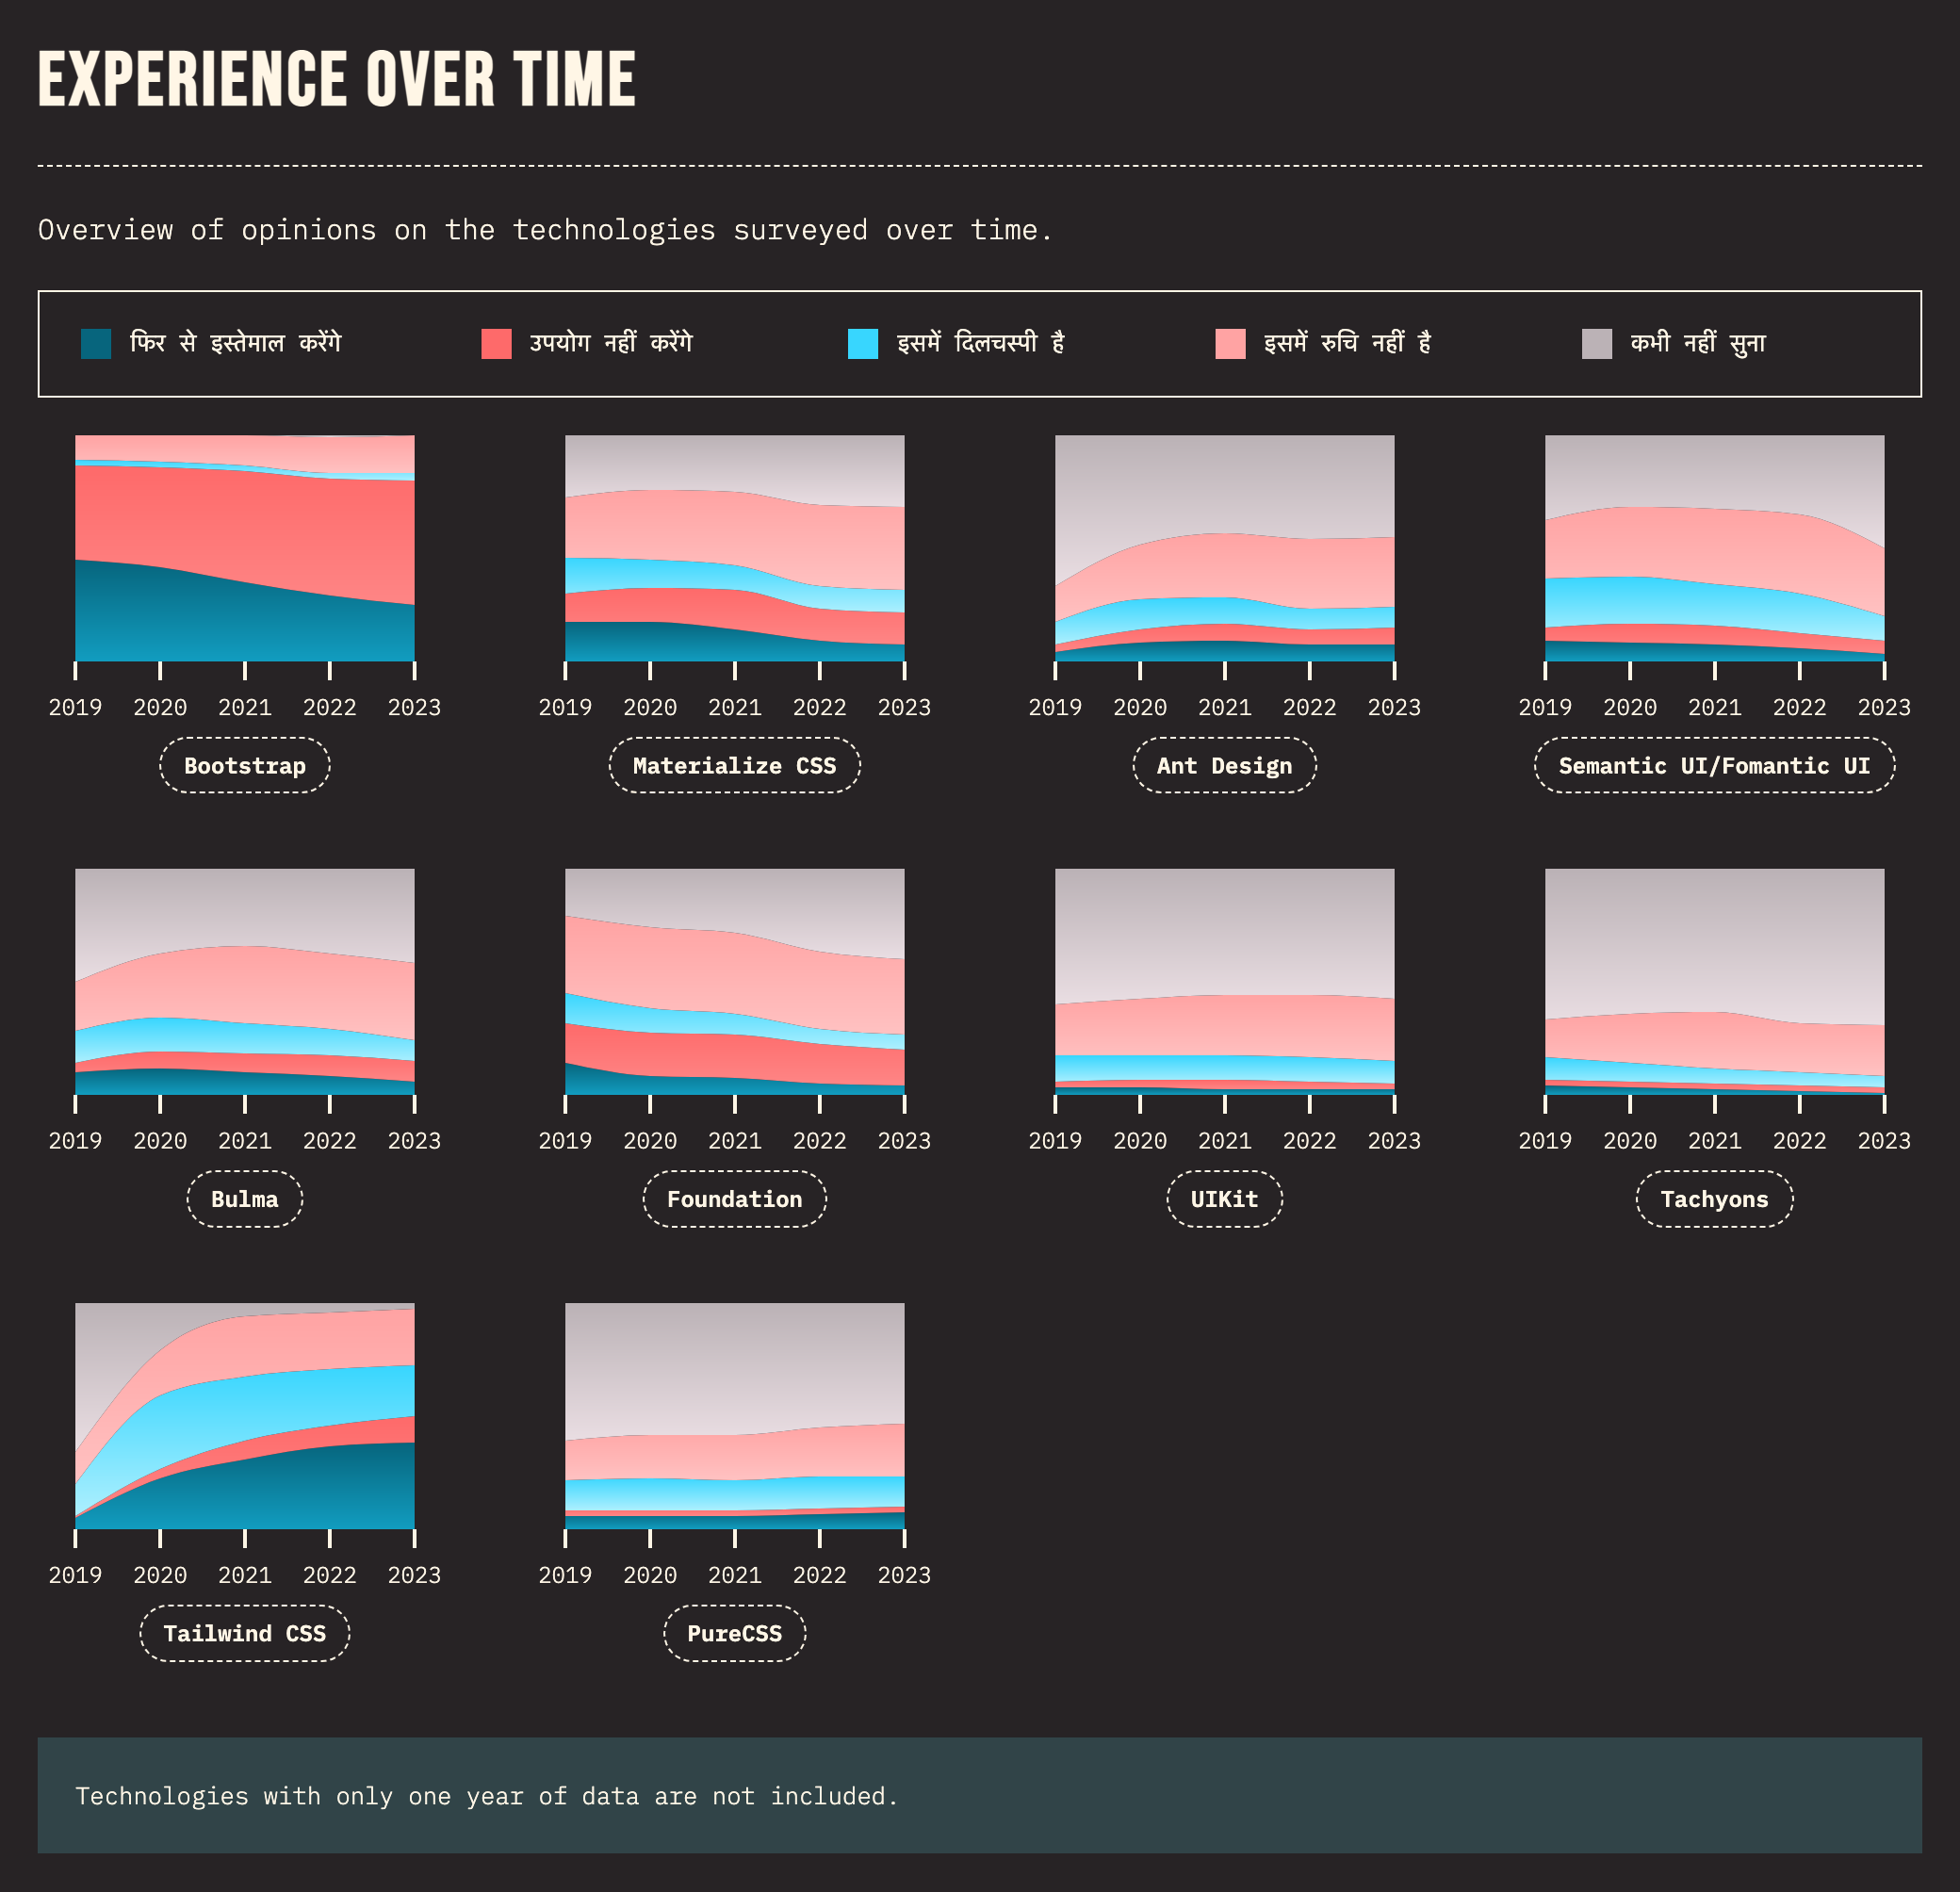 EXPERIENCE OVER TIME
Overview of opinions on the technologies surveyed over time.
फिर से इस्तेमाल करेंगे उपयोग नहीं करेंगे इसमें दिलचस्पी है इसमें रुचि नहीं है कभी नहीं सुना
2019 2020 2021 2022 2023 2019 2020 2021 2022 2023 2019 2020 2021 2022 2023 2019 2020 2021 2022 2023
Bootstrap Materialize CSS Ant Design Semantic UI/Fomantic UI
2019 2020 2021 2022 2023 2019 2020 2021 2022 2023 2019 2020 2021 2022 2023 2019 2020 2021 2022 2023
Bulma Foundation UIKit Tachyons
2019 2020 2021 2022 2023 2019 2020 2021 2022 2023
Tailwind CSS PureCSS
Technologies with only one year of data are not included.